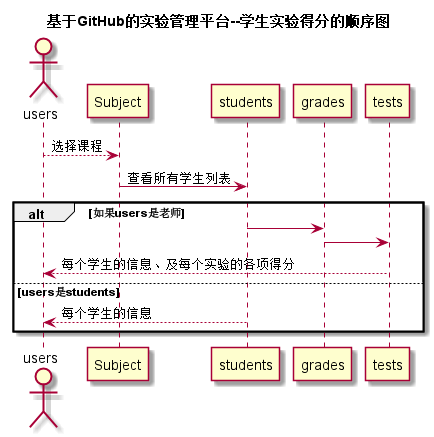 基于GitHub的实验管理平台--学生实验得分的顺序图
users
Subject
students
grades
tests
选择课程
查看所有学生列表
alt
[如果users是老师]
每个学生的信息、及每个实验的各项得分
[users是students]
每个学生的信息
users
Subject
students
grades
tests